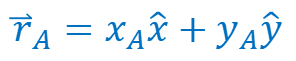 r⃗_A = x_A x̂ + y_A ŷ